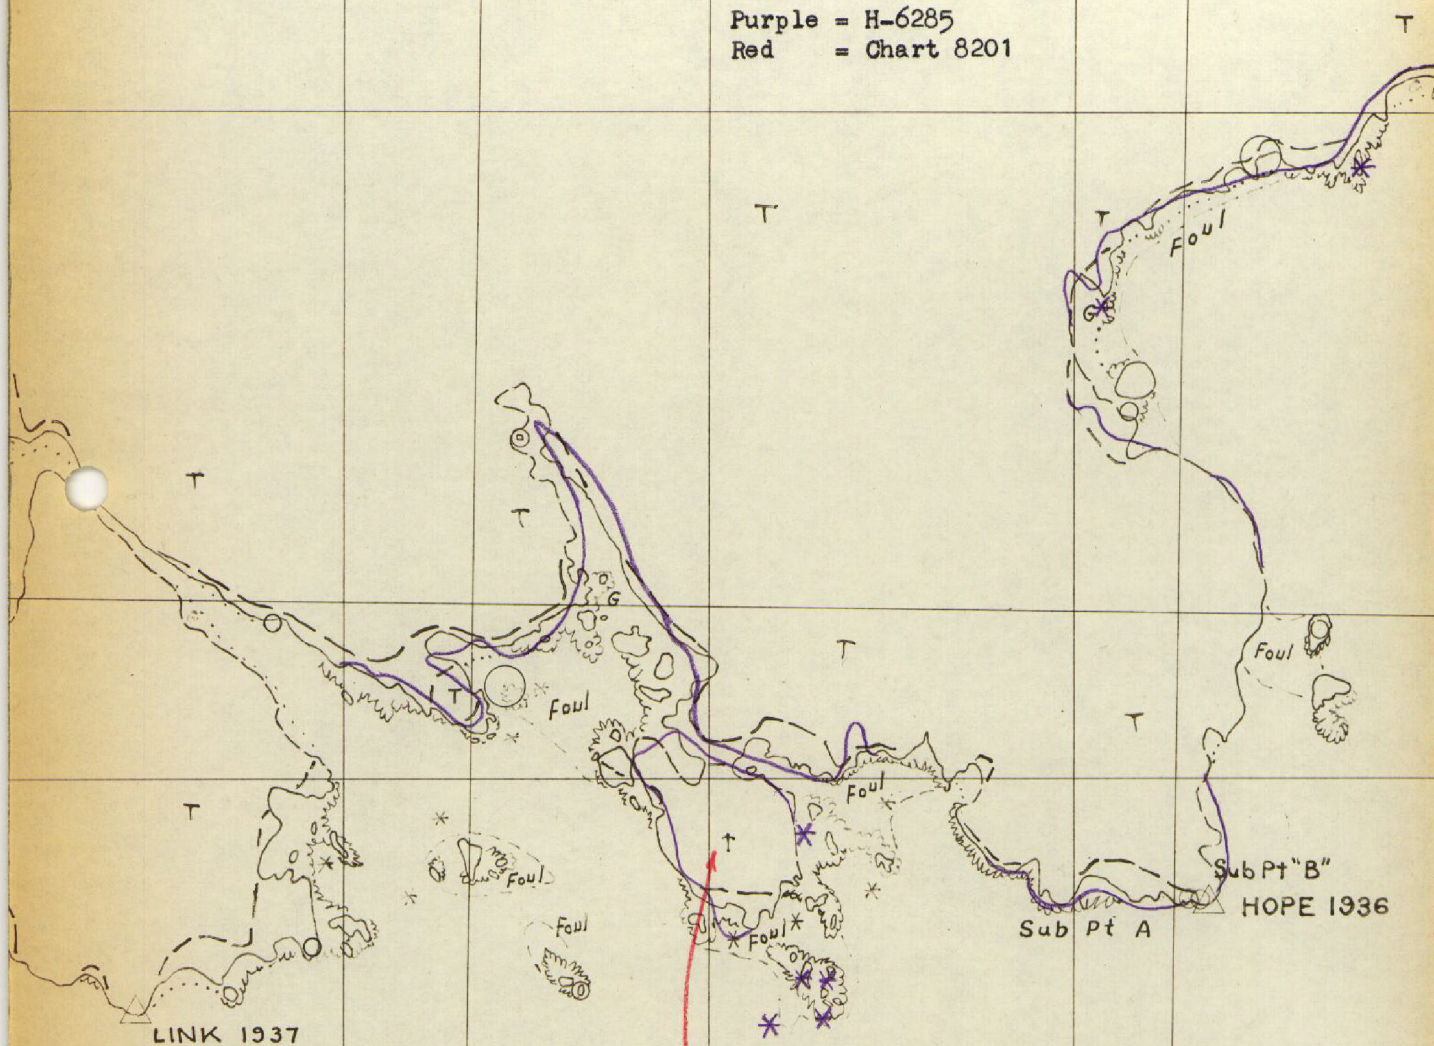 Purple = H-6285
Red = Chart 8201
T
T
T
Foul
G
T
T
G
T
Foul
T
Foul
T
Foul
T
T
Foul
Sub Pt "B"
HOPE 1936
Foul
Foul
Sub Pt A
LINK 1937